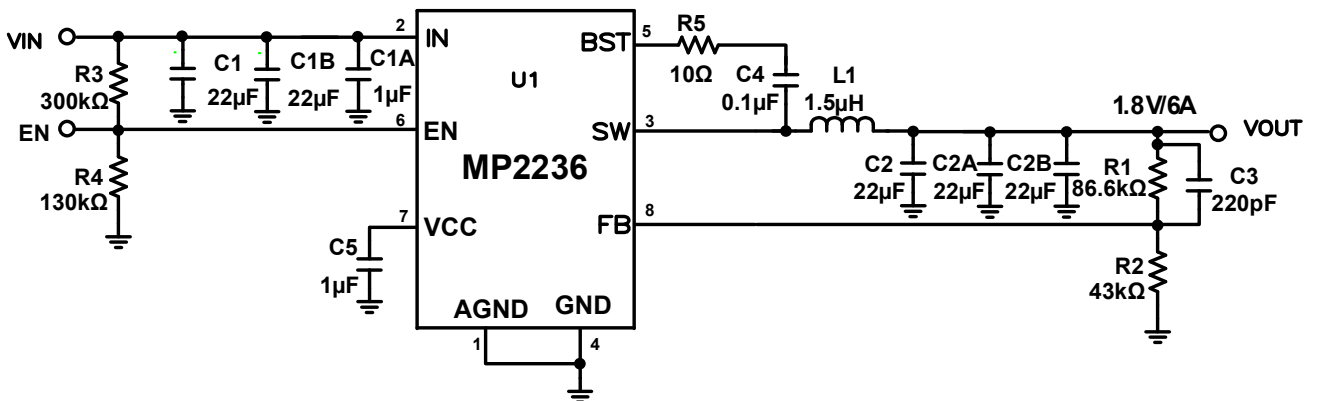 VIN
2
IN
R3
300kΩ
C1
22µF
C1B
22µF
C1A
1µF
EN
6
EN
R4
130kΩ
7
VCC
C5
1µF
U1
MP2236
BST
5
R5
10Ω
C4
0.1µF
L1
1.5µH
SW
3
1.8V/6A
VOUT
C2
22µF
C2A
22µF
C2B
22µF
R1
86.6kΩ
C3
220pF
FB
8
R2
43kΩ
AGND
GND
1
4